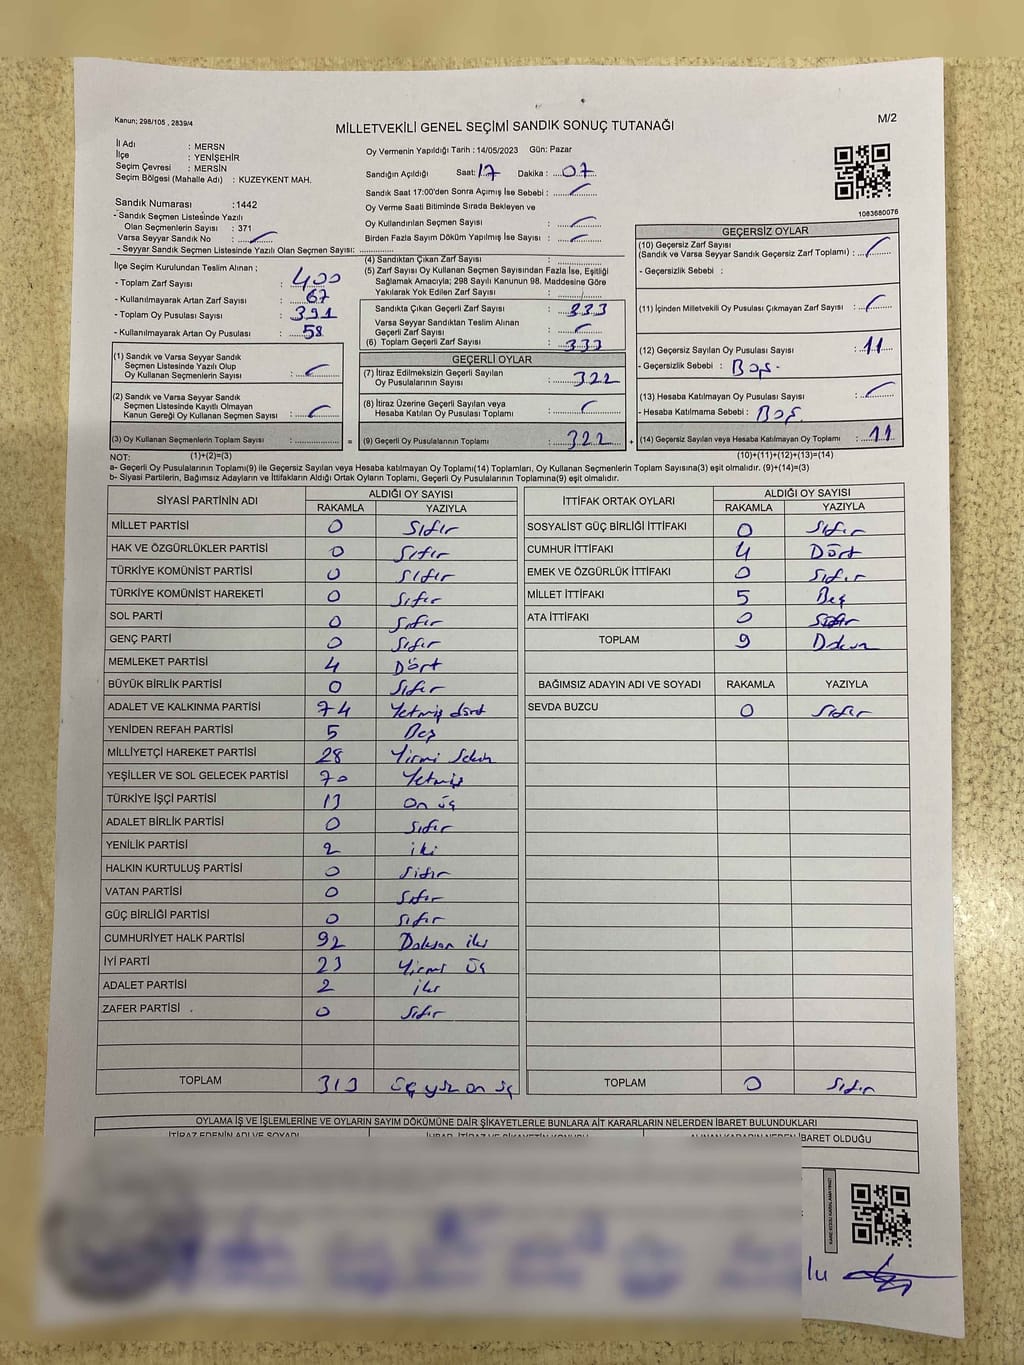 Kanun; 298/105 , 2839/4
MİLLETVEKİLİ GENEL SEÇİMİ SANDIK SONUÇ TUTANAĞI
M/2
İl Adı : MERSN
İlçe : YENİŞEHİR
Seçim Çevresi : MERSİN
Seçim Bölgesi (Mahalle Adı) : KUZEYKENT MAH.
Sandık Numarası :1442
- Sandık Seçmen Listesinde Yazılı
Olan Seçmenlerin Sayısı : 371
Varsa Seyyar Sandık No :
- Seyyar Sandık Seçmen Listesinde Yazılı Olan Seçmen Sayısı:
Oy Vermenin Yapıldığı Tarih : 14/05/2023 Gün: Pazar
Sandığın Açıldığı Saat: 17 Dakika : 07
Sandık Saat 17:00'den Sonra Açımış İse Sebebi :
Oy Verme Saati Bitiminde Sırada Bekleyen ve
Oy Kullandırılan Seçmen Sayısı :
Birden Fazla Sayım Döküm Yapılmış İse Sayısı :
1083680076
İlçe Seçim Kurulundan Teslim Alınan ;
- Toplam Zarf Sayısı : 400
- Kullanılmayarak Artan Zarf Sayısı : 67
- Toplam Oy Pusulası Sayısı : 391
- Kullanılmayarak Artan Oy Pusulası : 58
(4) Sandıktan Çıkan Zarf Sayısı :
(5) Zarf Sayısı Oy Kullanan Seçmen Sayısından Fazla İse, Eşitliği
Sağlamak Amacıyla; 298 Sayılı Kanunun 98. Maddesine Göre
Yakılarak Yok Edilen Zarf Sayısı :
Sandıkta Çıkan Geçerli Zarf Sayısı : 333
Varsa Seyyar Sandıktan Teslim Alınan
Geçerli Zarf Sayısı :
(6) Toplam Geçerli Zarf Sayısı : 333
GEÇERSİZ OYLAR
(10) Geçersiz Zarf Sayısı
(Sandık ve Varsa Seyyar Sandık Geçersiz Zarf Toplamı) :
- Geçersizlik Sebebi :
(11) İçinden Milletvekili Oy Pusulası Çıkmayan Zarf Sayısı :
(12) Geçersiz Sayılan Oy Pusulası Sayısı : 11
- Geçersizlik Sebebi : Boş
(13) Hesaba Katılmayan Oy Pusulası Sayısı :
- Hesaba Katılmama Sebebi : Boş
(14) Geçersiz Sayılan veya Hesaba Katılmayan Oy Toplamı : 11
(1) Sandık ve Varsa Seyyar Sandık
Seçmen Listesinde Yazılı Olup
Oy Kullanan Seçmenlerin Sayısı :
(2) Sandık ve Varsa Seyyar Sandık
Seçmen Listesinde Kayıtlı Olmayan
Kanun Gereği Oy Kullanan Seçmen Sayısı :
(3) Oy Kullanan Seçmenlerin Toplam Sayısı : =
GEÇERLİ OYLAR
(7) İtiraz Edilmeksizin Geçerli Sayılan
Oy Pusulalarının Sayısı : 322
(8) İtiraz Üzerine Geçerli Sayılan veya
Hesaba Katılan Oy Pusulası Toplamı :
(9) Geçerli Oy Pusulalarının Toplamı : 322 +
NOT: (1)+(2)=(3) (10)+(11)+(12)+(13)=(14)
a- Geçerli Oy Pusulalarının Toplamı(9) ile Geçersiz Sayılan veya Hesaba katılmayan Oy Toplamı(14) Toplamları, Oy Kullanan Seçmenlerin Toplam Sayısına(3) eşit olmalıdır. (9)+(14)=(3)
b- Siyasi Partilerin, Bağımsız Adayların ve İttifakların Aldığı Ortak Oyların Toplamı, Geçerli Oy Pusulalarının Toplamına(9) eşit olmalıdır.
SİYASİ PARTİNİN ADI ALDIĞI OY SAYISI
RAKAMLA YAZIYLA
MİLLET PARTİSİ 0 Sıfır
HAK VE ÖZGÜRLÜKLER PARTİSİ 0 Sıfır
TÜRKİYE KOMÜNİST PARTİSİ 0 Sıfır
TÜRKİYE KOMÜNİST HAREKETİ 0 Sıfır
SOL PARTİ 0 Sıfır
GENÇ PARTİ 0 Sıfır
MEMLEKET PARTİSİ 4 Dört
BÜYÜK BİRLİK PARTİSİ 0 Sıfır
ADALET VE KALKINMA PARTİSİ 74 Yetmiş dört
YENİDEN REFAH PARTİSİ 5 Beş
MİLLİYETÇİ HAREKET PARTİSİ 28 Yirmi Sekiz
YEŞİLLER VE SOL GELECEK PARTİSİ 70 Yetmiş
TÜRKİYE İŞÇİ PARTİSİ 13 On üç
ADALET BİRLİK PARTİSİ 0 Sıfır
YENİLİK PARTİSİ 2 iki
HALKIN KURTULUŞ PARTİSİ 0 Sıfır
VATAN PARTİSİ 0 Sıfır
GÜÇ BİRLİĞİ PARTİSİ 0 Sıfır
CUMHURİYET HALK PARTİSİ 92 Doksan iki
İYİ PARTİ 23 Yirmi Üç
ADALET PARTİSİ 2 iki
ZAFER PARTİSİ 0 Sıfır
TOPLAM 313 üç yüz on üç
İTTİFAK ORTAK OYLARI ALDIĞI OY SAYISI
RAKAMLA YAZIYLA
SOSYALİST GÜÇ BİRLİĞİ İTTİFAKI 0 Sıfır
CUMHUR İTTİFAKI 4 Dört
EMEK VE ÖZGÜRLÜK İTTİFAKI 0 Sıfır
MİLLET İTTİFAKI 5 Beş
ATA İTTİFAKI 0 Sıfır
TOPLAM 9 Dokuz
BAĞIMSIZ ADAYIN ADI VE SOYADI RAKAMLA YAZIYLA
SEVDA BUZCU 0 Sıfır
TOPLAM 0 Sıfır
OYLAMA İŞ VE İŞLEMLERİNE VE OYLARIN SAYIM DÖKÜMÜNE DAİR ŞİKAYETLERLE BUNLARA AİT KARARLARIN NELERDEN İBARET BULUNDUKLARI
İTİRAZ EDENİN ADI VE SOYADI İHBAR, İTİRAZ VE ŞİKAYETİN KONUSU ALINAN KARARIN NEDEN İBARET OLDUĞU
lu